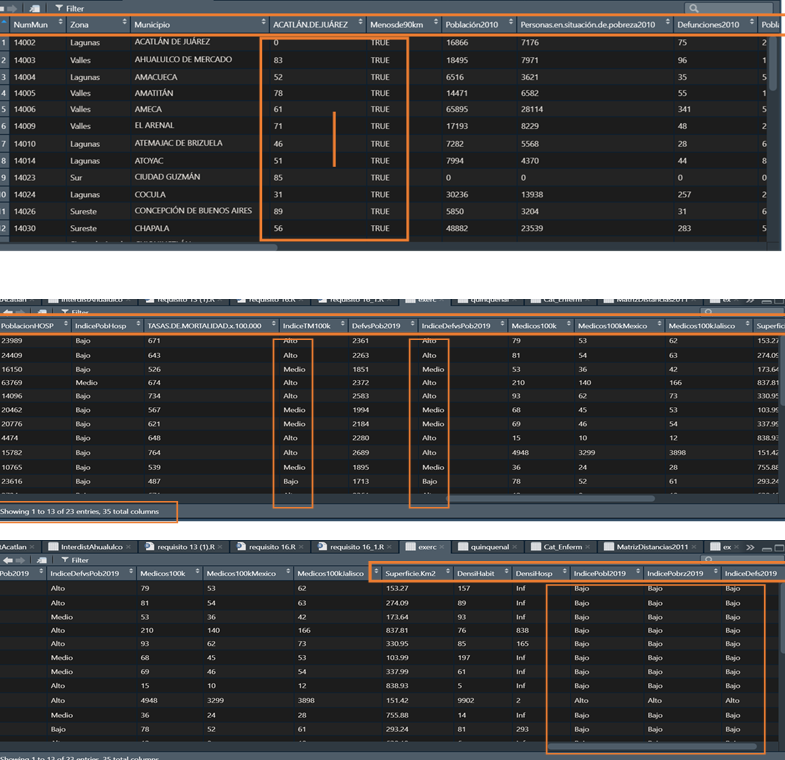 Filter
NumMun Zona Municipio ACATLÁN.DEJUÁREZ Menosde90km Población2010 Personas.en.situación.de.pobreza2010 Defunciones2010 Pobla
1 14002 Lagunas ACATLÁN DE JUÁREZ 0 TRUE 16866 7176 75 2
2 14003 Valles AHUALULCO DE MERCADO 83 TRUE 18495 7971 96 1
3 14004 Lagunas AMACUECA 52 TRUE 6516 3621 35 5
4 14005 Valles AMATITÁN 78 TRUE 14471 6582 55 1
5 14006 Valles AMECA 61 TRUE 65895 28114 341 5
6 14009 Valles EL ARENAL 71 TRUE 17193 8229 48 2
7 14010 Lagunas ATEMAJAC DE BRIZUELA 46 TRUE 7282 5568 28 6
8 14014 Lagunas ATOYAC 51 TRUE 7994 4370 44 8
9 14023 Sur CIUDAD GUZMÁN 85 TRUE 0 0 0 0
10 14024 Lagunas COCULA 31 TRUE 30236 13938 257 2
11 14026 Sureste CONCEPCIÓN DE BUENOS AIRES 89 TRUE 5850 3204 31 6
12 14030 Sureste CHAPALA 56 TRUE 48882 23539 283 5
Acatlan InterdistAhualulco requisito 13 (1).R requisito 16.R requisito 16_1.R exerc quinquenal Cat_Enferm MatrizDistancias2011 ex
Filter
PoblacionHOSP IndicePobHosp TASAS.DE.MORTALIDAD.x.100.000 IndiceTM100k DefvsPob2019 IndiceDefvsPob2019 Medicos100k Medicos100kMexico Medicos100kJalisco Superfici
23989 Bajo 671 Alto 2361 Alto 79 53 62 153.27
24409 Bajo 643 Alto 2263 Alto 81 54 63 274.09
16150 Bajo 526 Medio 1851 Medio 53 36 42 173.64
63769 Medio 674 Alto 2372 Alto 210 140 166 837.81
14096 Bajo 734 Alto 2583 Alto 93 62 73 330.95
20462 Bajo 567 Medio 1994 Medio 68 45 53 103.99
20776 Bajo 621 Medio 2184 Medio 69 46 54 337.99
4474 Bajo 648 Alto 2280 Alto 15 10 12 838.93
15782 Bajo 764 Alto 2689 Alto 4948 3299 3898 151.42
10765 Bajo 539 Medio 1895 Medio 36 24 28 755.88
23616 Bajo 487 Bajo 1713 Bajo 78 52 61 293.24
Showing 1 to 13 of 23 entries, 35 total columns
tAcatlan InterdistAhualulco requisito 13 (1).R requisito 16.R requisito 16_1.R exerc quinquenal Cat_Enferm MatrizDistancias2011 ex
Filter
Pob2019 IndiceDefvsPob2019 Medicos100k Medicos100kMexico Medicos100kJalisco Superficie.Km2 DensiHabit DensiHosp IndicePobl2019 IndicePobrz2019 IndiceDefs2019
Alto 79 53 62 153.27 157 Inf Bajo Bajo Bajo
Alto 81 54 63 274.09 89 Inf Bajo Bajo Bajo
Medio 53 36 42 173.64 93 Inf Bajo Bajo Bajo
Alto 210 140 166 837.81 76 838 Bajo Bajo Bajo
Alto 93 62 73 330.95 85 165 Bajo Bajo Bajo
Medio 68 45 53 103.99 197 Inf Bajo Bajo Bajo
Medio 69 46 54 337.99 61 Inf Bajo Bajo Bajo
Alto 15 10 12 838.93 5 Inf Bajo Bajo Bajo
Alto 4948 3299 3898 151.42 9902 2 Alto Alto Alto
Medio 36 24 28 755.88 14 Inf Bajo Bajo Bajo
Bajo 78 52 61 293.24 81 293 Bajo Bajo Bajo
Showing 1 to 13 of 23 entries, 35 total columns